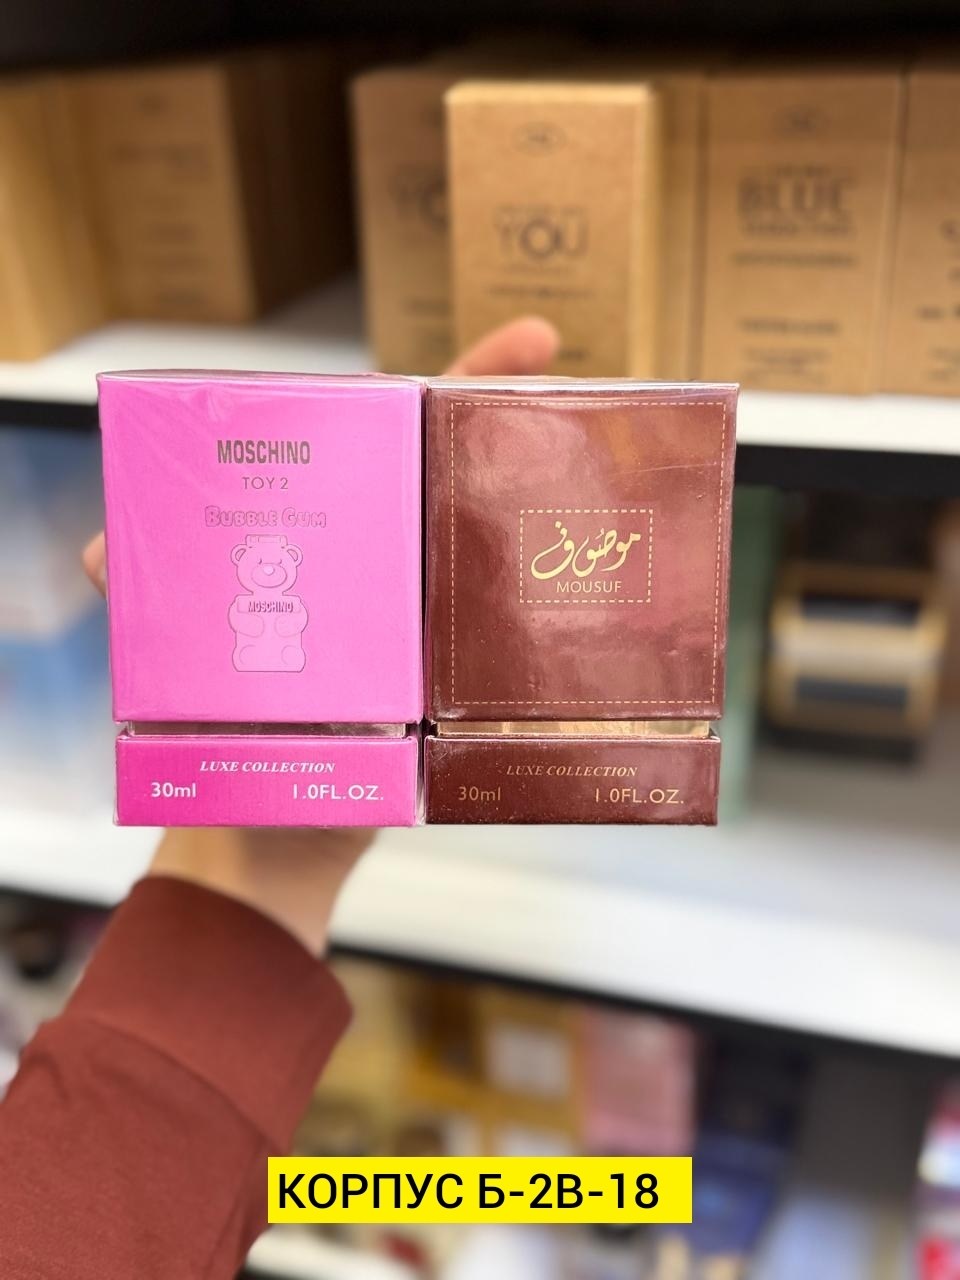 YOU
BLUE
MOSCHINO
TOY 2
BUBBLE GUM
MOSCHINO
LUXE COLLECTION
30ml 1.0FL.OZ.
موصوف
MOUSUF
LUXE COLLECTION
30ml 1.0FL.OZ.
КОРПУС Б-2В-18